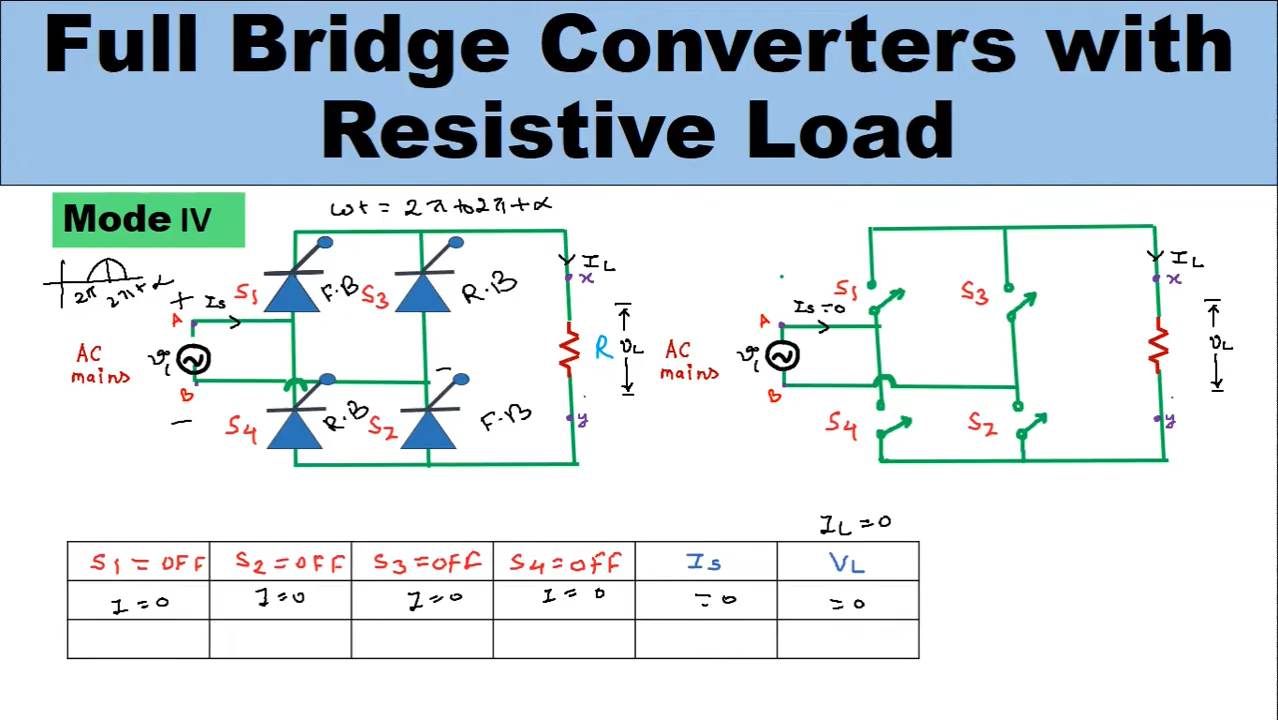 Full Bridge Converters with
Resistive Load
Mode IV
ωt = 2π to 2π+α
2π 2π+α
+
Is
A
AC
mains
B
−
S1
F.B
S3
R.B
S4
R.B
S2
F.B
−
IL
x
R
VL
y
AC
mains
A
B
Is=0
S1
S3
S4
S2
IL
x
VL
y
IL=0
S1=OFF S2=OFF S3=OFF S4=OFF Is VL
I=0 I=0 I=0 I=0 =0 =0